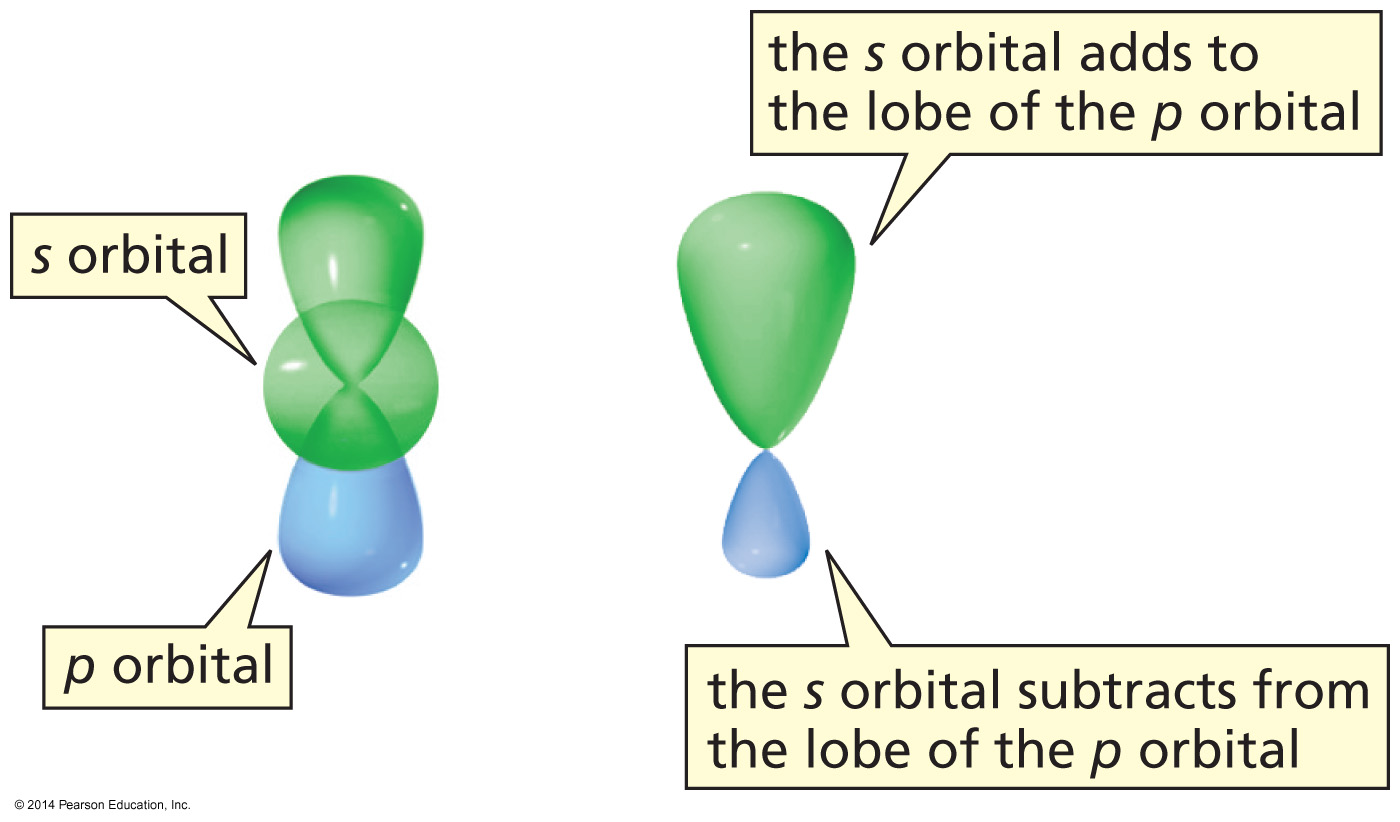 the s orbital adds to
the lobe of the p orbital
s orbital
p orbital
the s orbital subtracts from
the lobe of the p orbital
© 2014 Pearson Education, Inc.